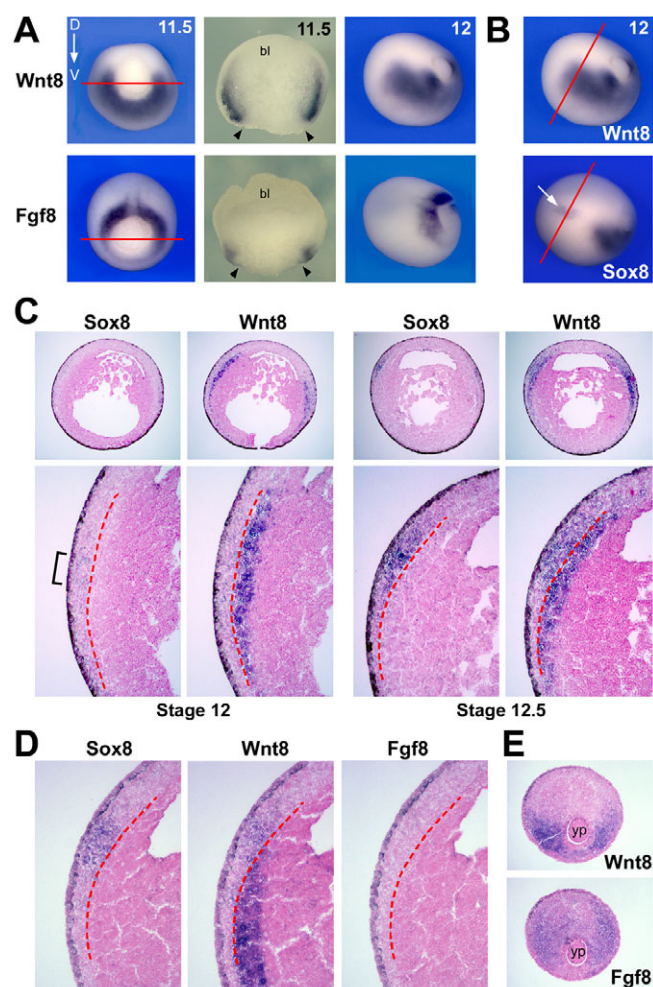 A B
D V
11.5 11.5 12 12
Wnt8 bl Wnt8
Fgf8 bl Sox8
C
Sox8 Wnt8 Sox8 Wnt8
Stage 12 Stage 12.5
D E
Sox8 Wnt8 Fgf8
yp
Wnt8
yp
Fgf8